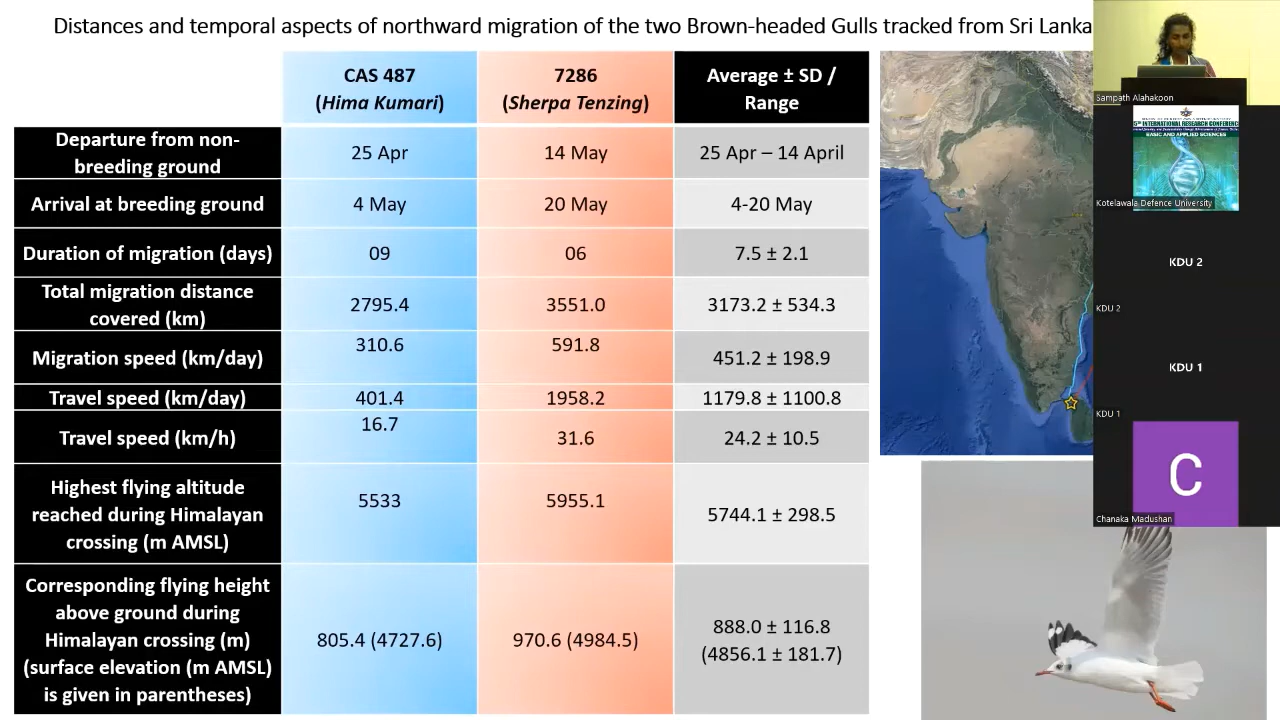 Distances and temporal aspects of northward migration of the two Brown-headed Gulls tracked from Sri Lanka
CAS 487
(Hima Kumari)
7286
(Sherpa Tenzing)
Average ± SD /
Range
Departure from non-
breeding ground
25 Apr
14 May
25 Apr – 14 April
Arrival at breeding ground
4 May
20 May
4-20 May
Duration of migration (days)
09
06
7.5 ± 2.1
Total migration distance
covered (km)
2795.4
3551.0
3173.2 ± 534.3
Migration speed (km/day)
310.6
591.8
451.2 ± 198.9
Travel speed (km/day)
401.4
1958.2
1179.8 ± 1100.8
Travel speed (km/h)
16.7
31.6
24.2 ± 10.5
Highest flying altitude
reached during Himalayan
crossing (m AMSL)
5533
5955.1
5744.1 ± 298.5
Corresponding flying height
above ground during
Himalayan crossing (m)
(surface elevation (m AMSL)
is given in parentheses)
805.4 (4727.6)
970.6 (4984.5)
888.0 ± 116.8
(4856.1 ± 181.7)
Sampath Alahakoon
INTERNATIONAL RESEARCH CONFERENCE
BASIC AND APPLIED SCIENCES
Kotelawala Defence University
KDU 2
KDU 2
KDU 1
KDU 1
C
Chanaka Madushan